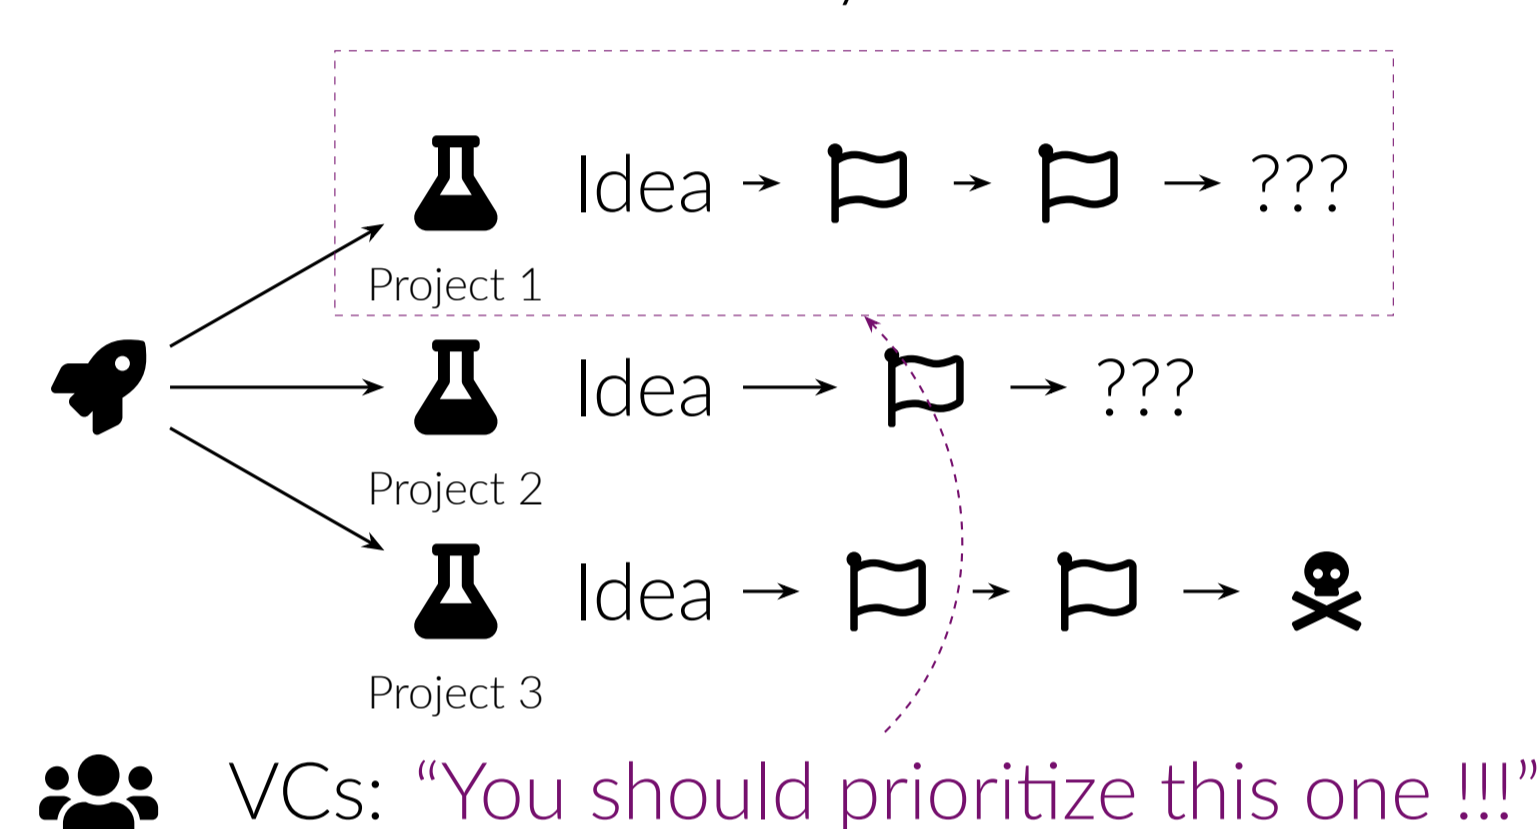 Idea ???
Project 1
Idea ???
Project 2
Idea
Project 3
VCs: “You should prioritize this one !!!”